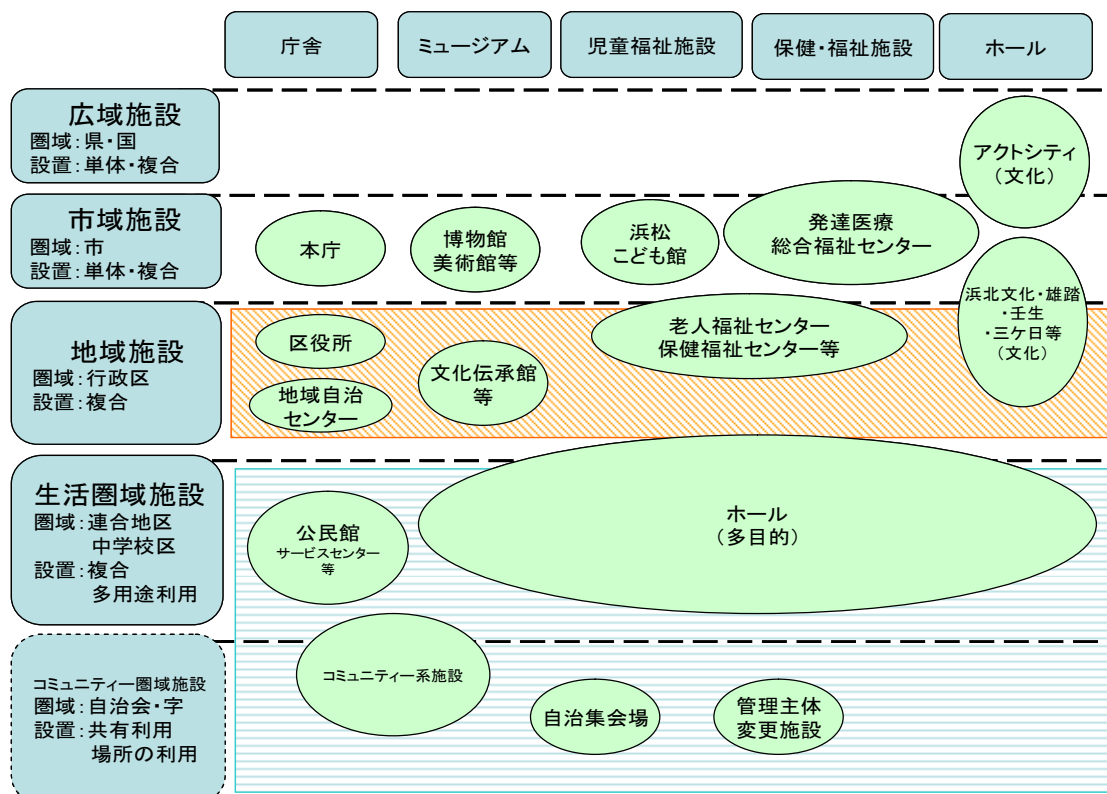 庁舎
ミュージアム
児童福祉施設
保健・福祉施設
ホール
広域施設
圏域：県・国
設置：単体・複合
アクトシティ
（文化）
市域施設
圏域：市
設置：単体・複合
本庁
博物館
美術館等
浜松
こども館
発達医療
総合福祉センター
浜北文化・雄踏
・壬生
・三ケ日等
（文化）
地域施設
圏域：行政区
設置：複合
区役所
地域自治
センター
文化伝承館
等
老人福祉センター
保健福祉センター等
生活圏域施設
圏域：連合地区
中学校区
設置：複合
多用途利用
公民館
サービスセンター
等
ホール
（多目的）
コミュニティー圏域施設
圏域：自治会・字
設置：共有利用
場所の利用
コミュニティー系施設
自治集会場
管理主体
変更施設